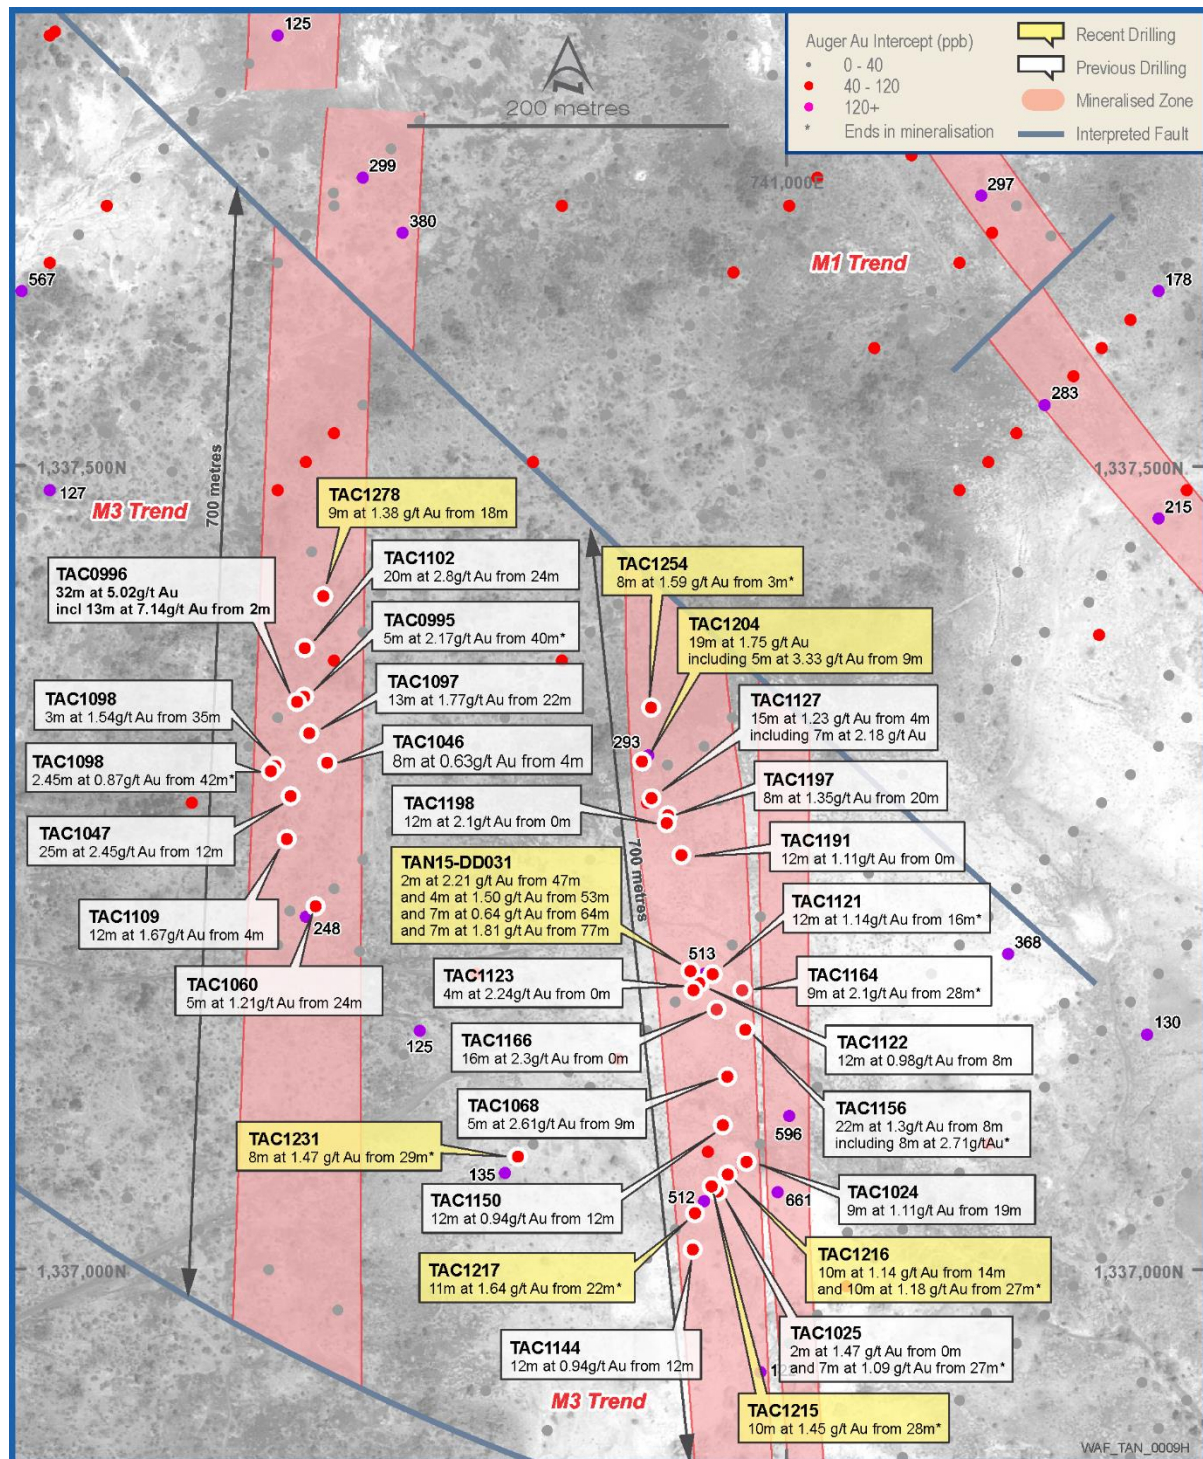 125
Auger Au Intercept (ppb)
0 - 40
40 - 120
120+
* Ends in mineralisation
Recent Drilling
Previous Drilling
Mineralised Zone
Interpreted Fault
200 metres
299
380
741,000E
297
M1 Trend
567
178
283
1,337,500N
1,337,500N
127
215
M3 Trend
700 metres
TAC1278
9m at 1.38 g/t Au from 18m
TAC1102
20m at 2.8g/t Au from 24m
TAC0996
32m at 5.02g/t Au
incl 13m at 7.14g/t Au from 2m
TAC0995
5m at 2.17g/t Au from 40m*
TAC1097
13m at 1.77g/t Au from 22m
TAC1098
3m at 1.54g/t Au from 35m
TAC1046
8m at 0.63g/t Au from 4m
TAC1098
2.45m at 0.87g/t Au from 42m*
TAC1047
25m at 2.45g/t Au from 12m
TAC1109
12m at 1.67g/t Au from 4m
248
TAC1060
5m at 1.21g/t Au from 24m
TAC1254
8m at 1.59 g/t Au from 3m*
TAC1204
19m at 1.75 g/t Au
including 5m at 3.33 g/t Au from 9m
TAC1127
15m at 1.23 g/t Au from 4m
including 7m at 2.18 g/t Au
293
TAC1197
8m at 1.35g/t Au from 20m
TAC1198
12m at 2.1g/t Au from 0m
TAC1191
12m at 1.11g/t Au from 0m
700 metres
TAN15-DD031
2m at 2.21 g/t Au from 47m
and 4m at 1.50 g/t Au from 53m
and 7m at 0.64 g/t Au from 64m
and 7m at 1.81 g/t Au from 77m
TAC1121
12m at 1.14g/t Au from 16m*
513
368
TAC1123
4m at 2.24g/t Au from 0m
TAC1164
9m at 2.1g/t Au from 28m*
125
130
TAC1166
16m at 2.3g/t Au from 0m
TAC1122
12m at 0.98g/t Au from 8m
TAC1068
5m at 2.61g/t Au from 9m
TAC1156
22m at 1.3g/t Au from 8m
including 8m at 2.71g/tAu*
596
TAC1231
8m at 1.47 g/t Au from 29m*
135
TAC1150
12m at 0.94g/t Au from 12m
512
661
TAC1024
9m at 1.11g/t Au from 19m
1,337,000N
1,337,000N
TAC1217
11m at 1.64 g/t Au from 22m*
TAC1216
10m at 1.14 g/t Au from 14m
and 10m at 1.18 g/t Au from 27m*
TAC1144
12m at 0.94g/t Au from 12m
TAC1025
2m at 1.47 g/t Au from 0m
and 7m at 1.09 g/t Au from 27m*
M3 Trend
TAC1215
10m at 1.45 g/t Au from 28m*
WAF_TAN_0009H